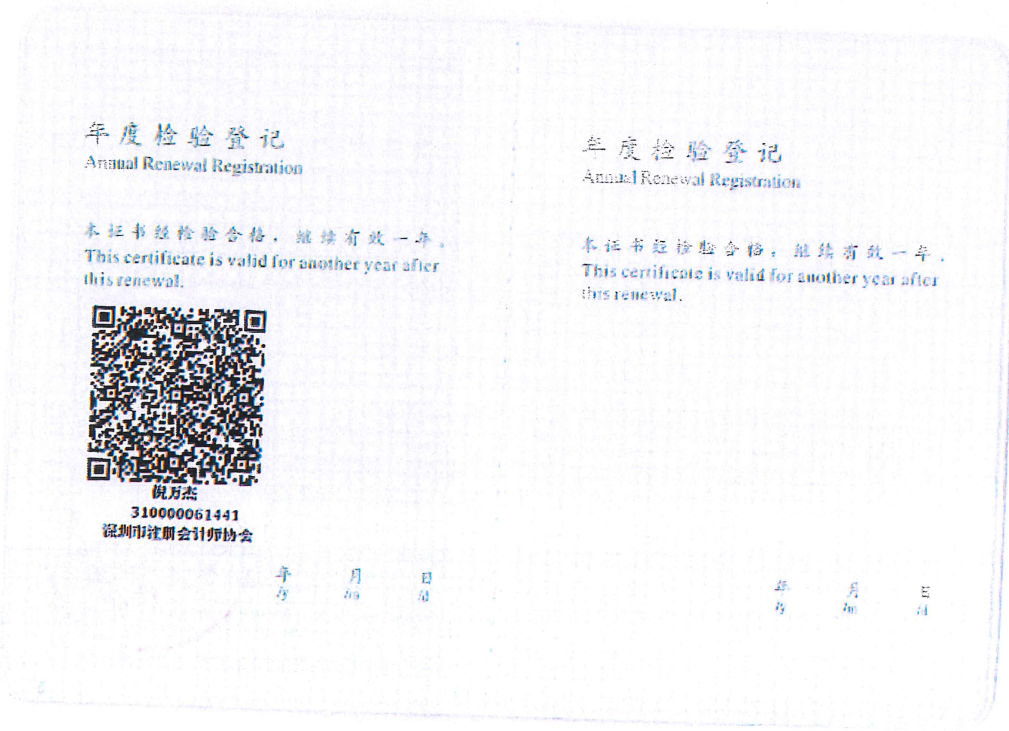 年度检验登记
Annual Renewal Registration
本证书经检验合格，继续有效一年。
This certificate is valid for another year after
this renewal.
倪万杰
310000061441
深圳市注册会计师协会
年 月 日
/y /m /d
年度检验登记
Annual Renewal Registration
本证书经检验合格，继续有效一年。
This certificate is valid for another year after
this renewal.
年 月 日
/y /m /d